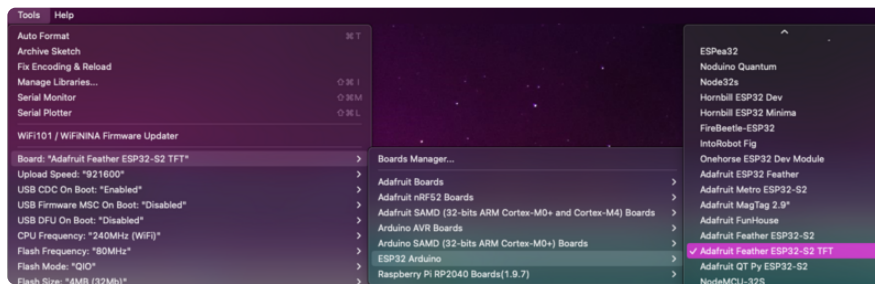 Tools Help
Auto Format ⌘ T
Archive Sketch
Fix Encoding & Reload
Manage Libraries... ⇧ ⌘ I
Serial Monitor ⇧ ⌘ M
Serial Plotter ⇧ ⌘ L
WiFi101 / WiFiNINA Firmware Updater
Board: "Adafruit Feather ESP32-S2 TFT"
Upload Speed: "921600"
USB CDC On Boot: "Enabled"
USB Firmware MSC On Boot: "Disabled"
USB DFU On Boot: "Disabled"
CPU Frequency: "240MHz (WiFi)"
Flash Frequency: "80MHz"
Flash Mode: "QIO"
Flash Size: "4MB (32Mb)"
Boards Manager...
Adafruit Boards
Adafruit nRF52 Boards
Adafruit SAMD (32-bits ARM Cortex-M0+ and Cortex-M4) Boards
Arduino AVR Boards
Arduino SAMD (32-bits ARM Cortex-M0+) Boards
ESP32 Arduino
Raspberry Pi RP2040 Boards(1.9.7)
ESPea32
Noduino Quantum
Node32s
Hornbill ESP32 Dev
Hornbill ESP32 Minima
FireBeetle-ESP32
IntoRobot Fig
Onehorse ESP32 Dev Module
Adafruit ESP32 Feather
Adafruit Metro ESP32-S2
Adafruit MagTag 2.9"
Adafruit FunHouse
Adafruit Feather ESP32-S2
✓ Adafruit Feather ESP32-S2 TFT
Adafruit QT Py ESP32-S2
NodeMCU-32S